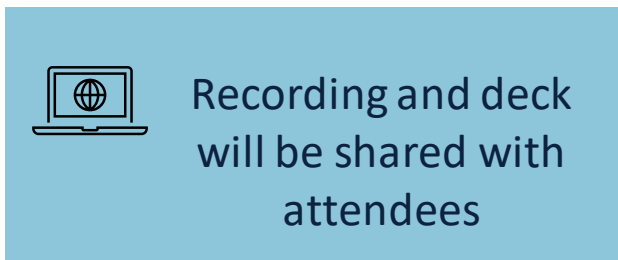 Recording and deck
will be shared with
attendees